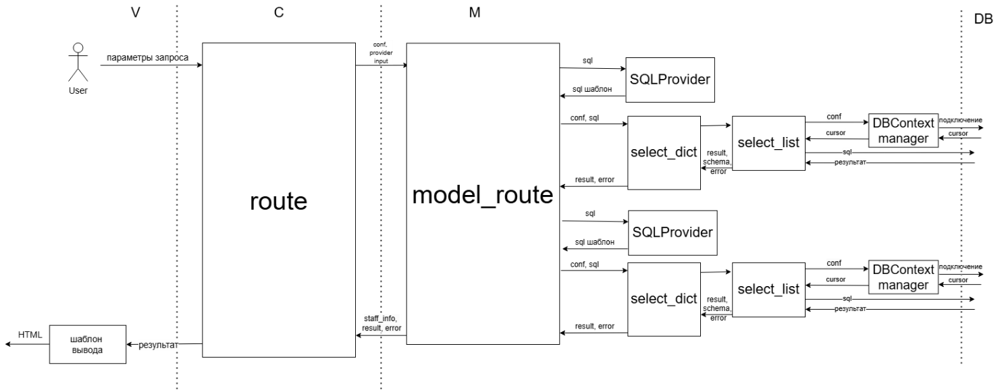 V
C
M
DB
User
параметры запроса
conf,
provider
input
route
model_route
sql
SQLProvider
sql шаблон
conf, sql
select_dict
select_list
conf
cursor
DBContext
manager
подключение
cursor
sql
результат
result,
schema,
error
result, error
sql
SQLProvider
sql шаблон
conf, sql
select_dict
select_list
conf
cursor
DBContext
manager
подключение
cursor
sql
результат
result,
schema,
error
result, error
staff_info,
result, error
результат
шаблон
вывода
HTML